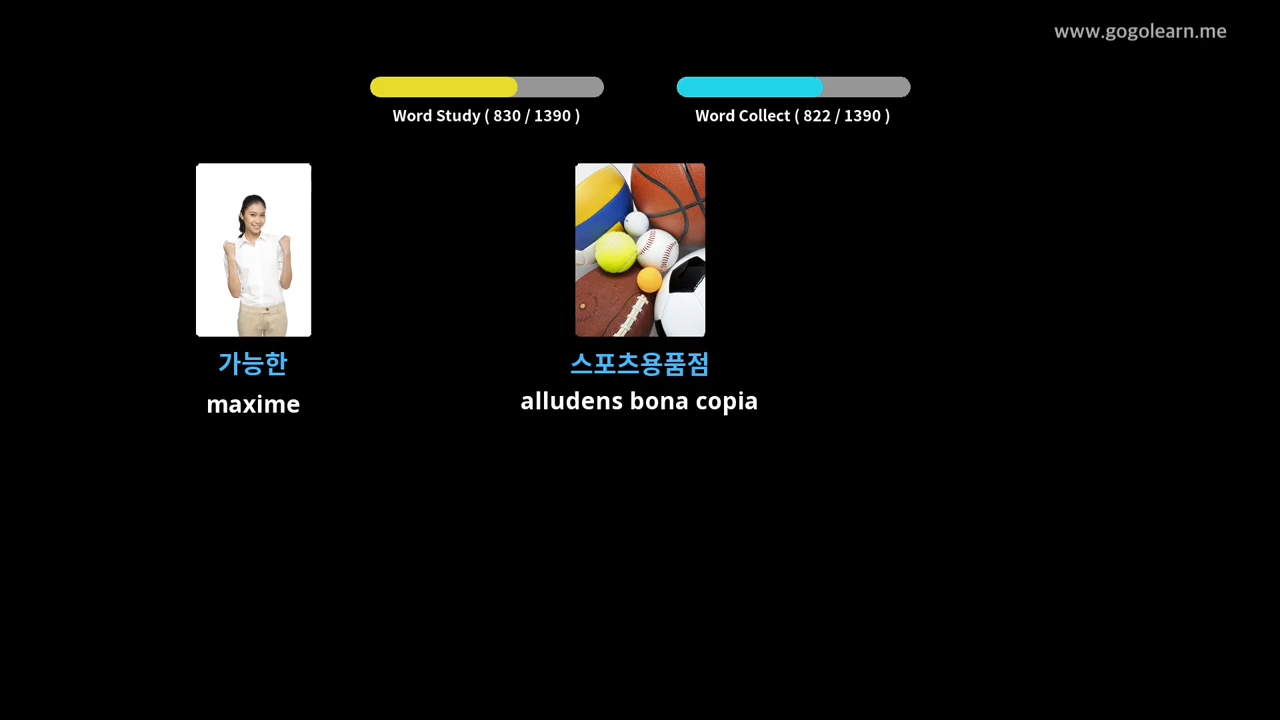 www.gogolearn.me
Word Study ( 830 / 1390 )
Word Collect ( 822 / 1390 )
가능한
스포츠용품점
maxime
alludens bona copia